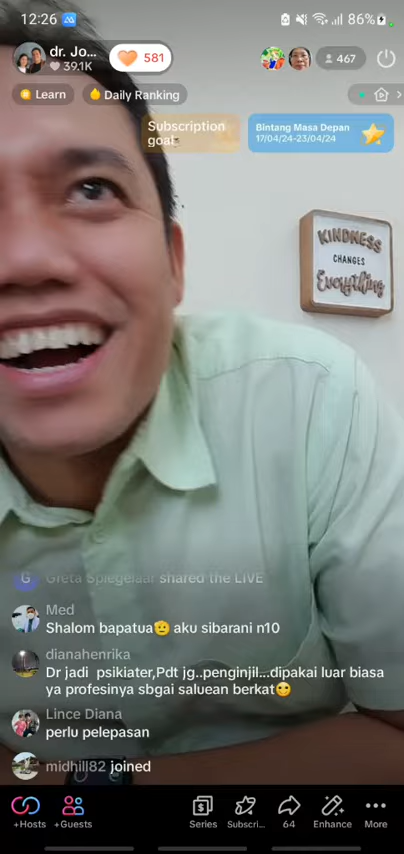 12:26
86%
dr. Jo...
39.1K
581
467
Learn
Daily Ranking
Subscription
goal
Bintang Masa Depan
17/04/24-23/04/24
KINDNESS
CHANGES
Everything
G
Greta Spiegelaar shared the LIVE
Med
Shalom bapatua🫡 aku sibarani n10
dianahenrika
Dr jadi psikiater,Pdt jg..penginjil...dipakai luar biasa
ya profesinya sbgai saluean berkat😍
Lince Diana
perlu pelepasan
midhill82 joined
+Hosts
+Guests
Series
Subscri...
64
Enhance
More